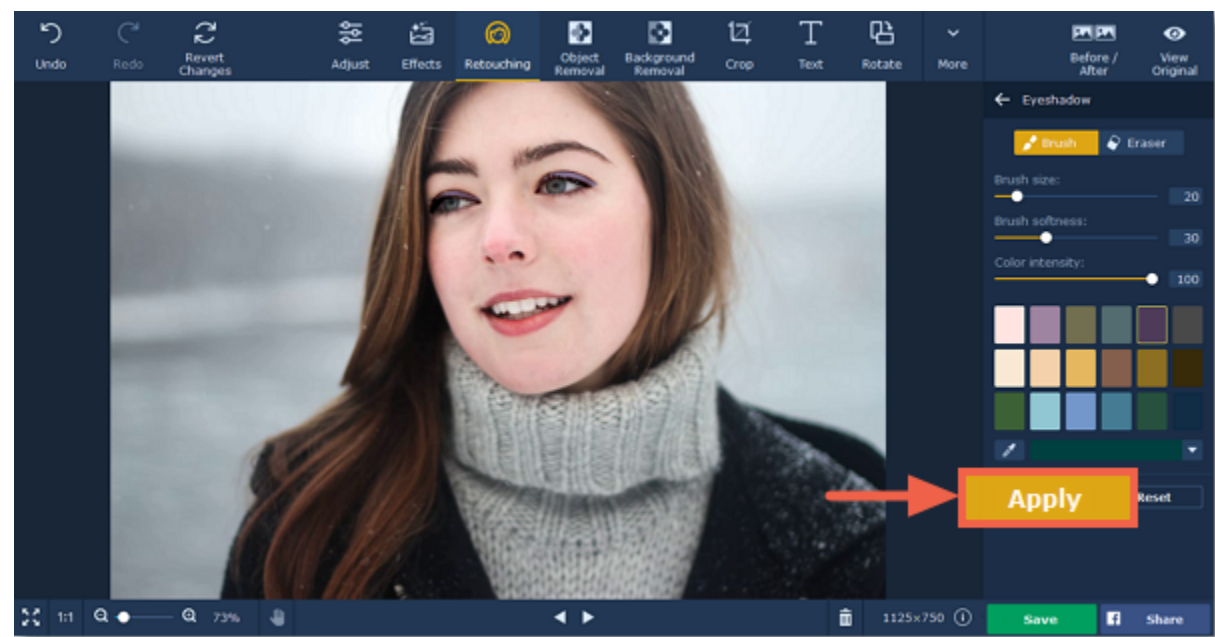 Undo
Redo
Revert
Changes
Adjust
Effects
Retouching
Object
Removal
Background
Removal
Crop
Text
Rotate
More
Before /
After
View
Original
Eyeshadow
Brush
Eraser
Brush size:
20
Brush softness:
30
Color intensity:
100
Apply
Reset
1:1
73%
1125×750
Save
Share